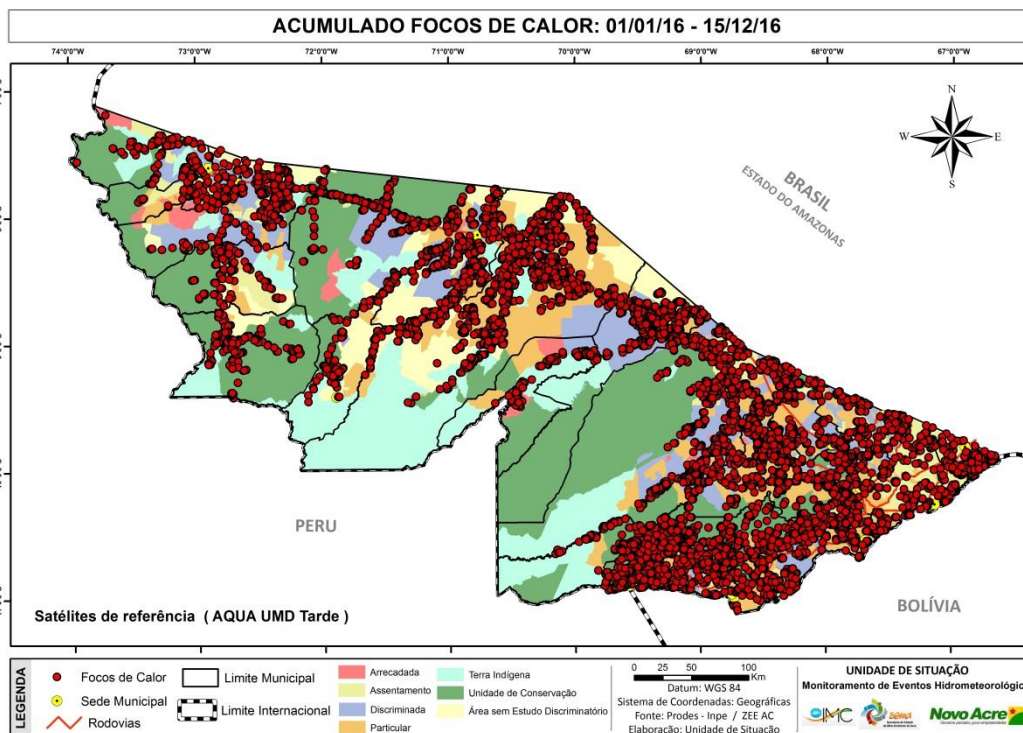 ACUMULADO FOCOS DE CALOR: 01/01/16 - 15/12/16
74°0'0"W
73°0'0"W
72°0'0"W
71°0'0"W
70°0'0"W
69°0'0"W
68°0'0"W
67°0'0"W
N
W
E
S
BRASIL
ESTADO DO AMAZONAS
PERU
BOLÍVIA
Satélites de referência ( AQUA UMD Tarde )
LEGENDA
Focos de Calor
Sede Municipal
Rodovias
Limite Municipal
Limite Internacional
Arrecadada
Assentamento
Discriminada
Particular
Terra Indígena
Unidade de Conservação
Área sem Estudo Discriminatório
0 25 50 100
Km
Datum: WGS 84
Sistema de Coordenadas: Geográficas
Fonte: Prodes - Inpe / ZEE AC
Elaboração: Unidade de Situação
UNIDADE DE SITUAÇÃO
Monitoramento de Eventos Hidrometeorológic
IMC
sema
Novo Acre